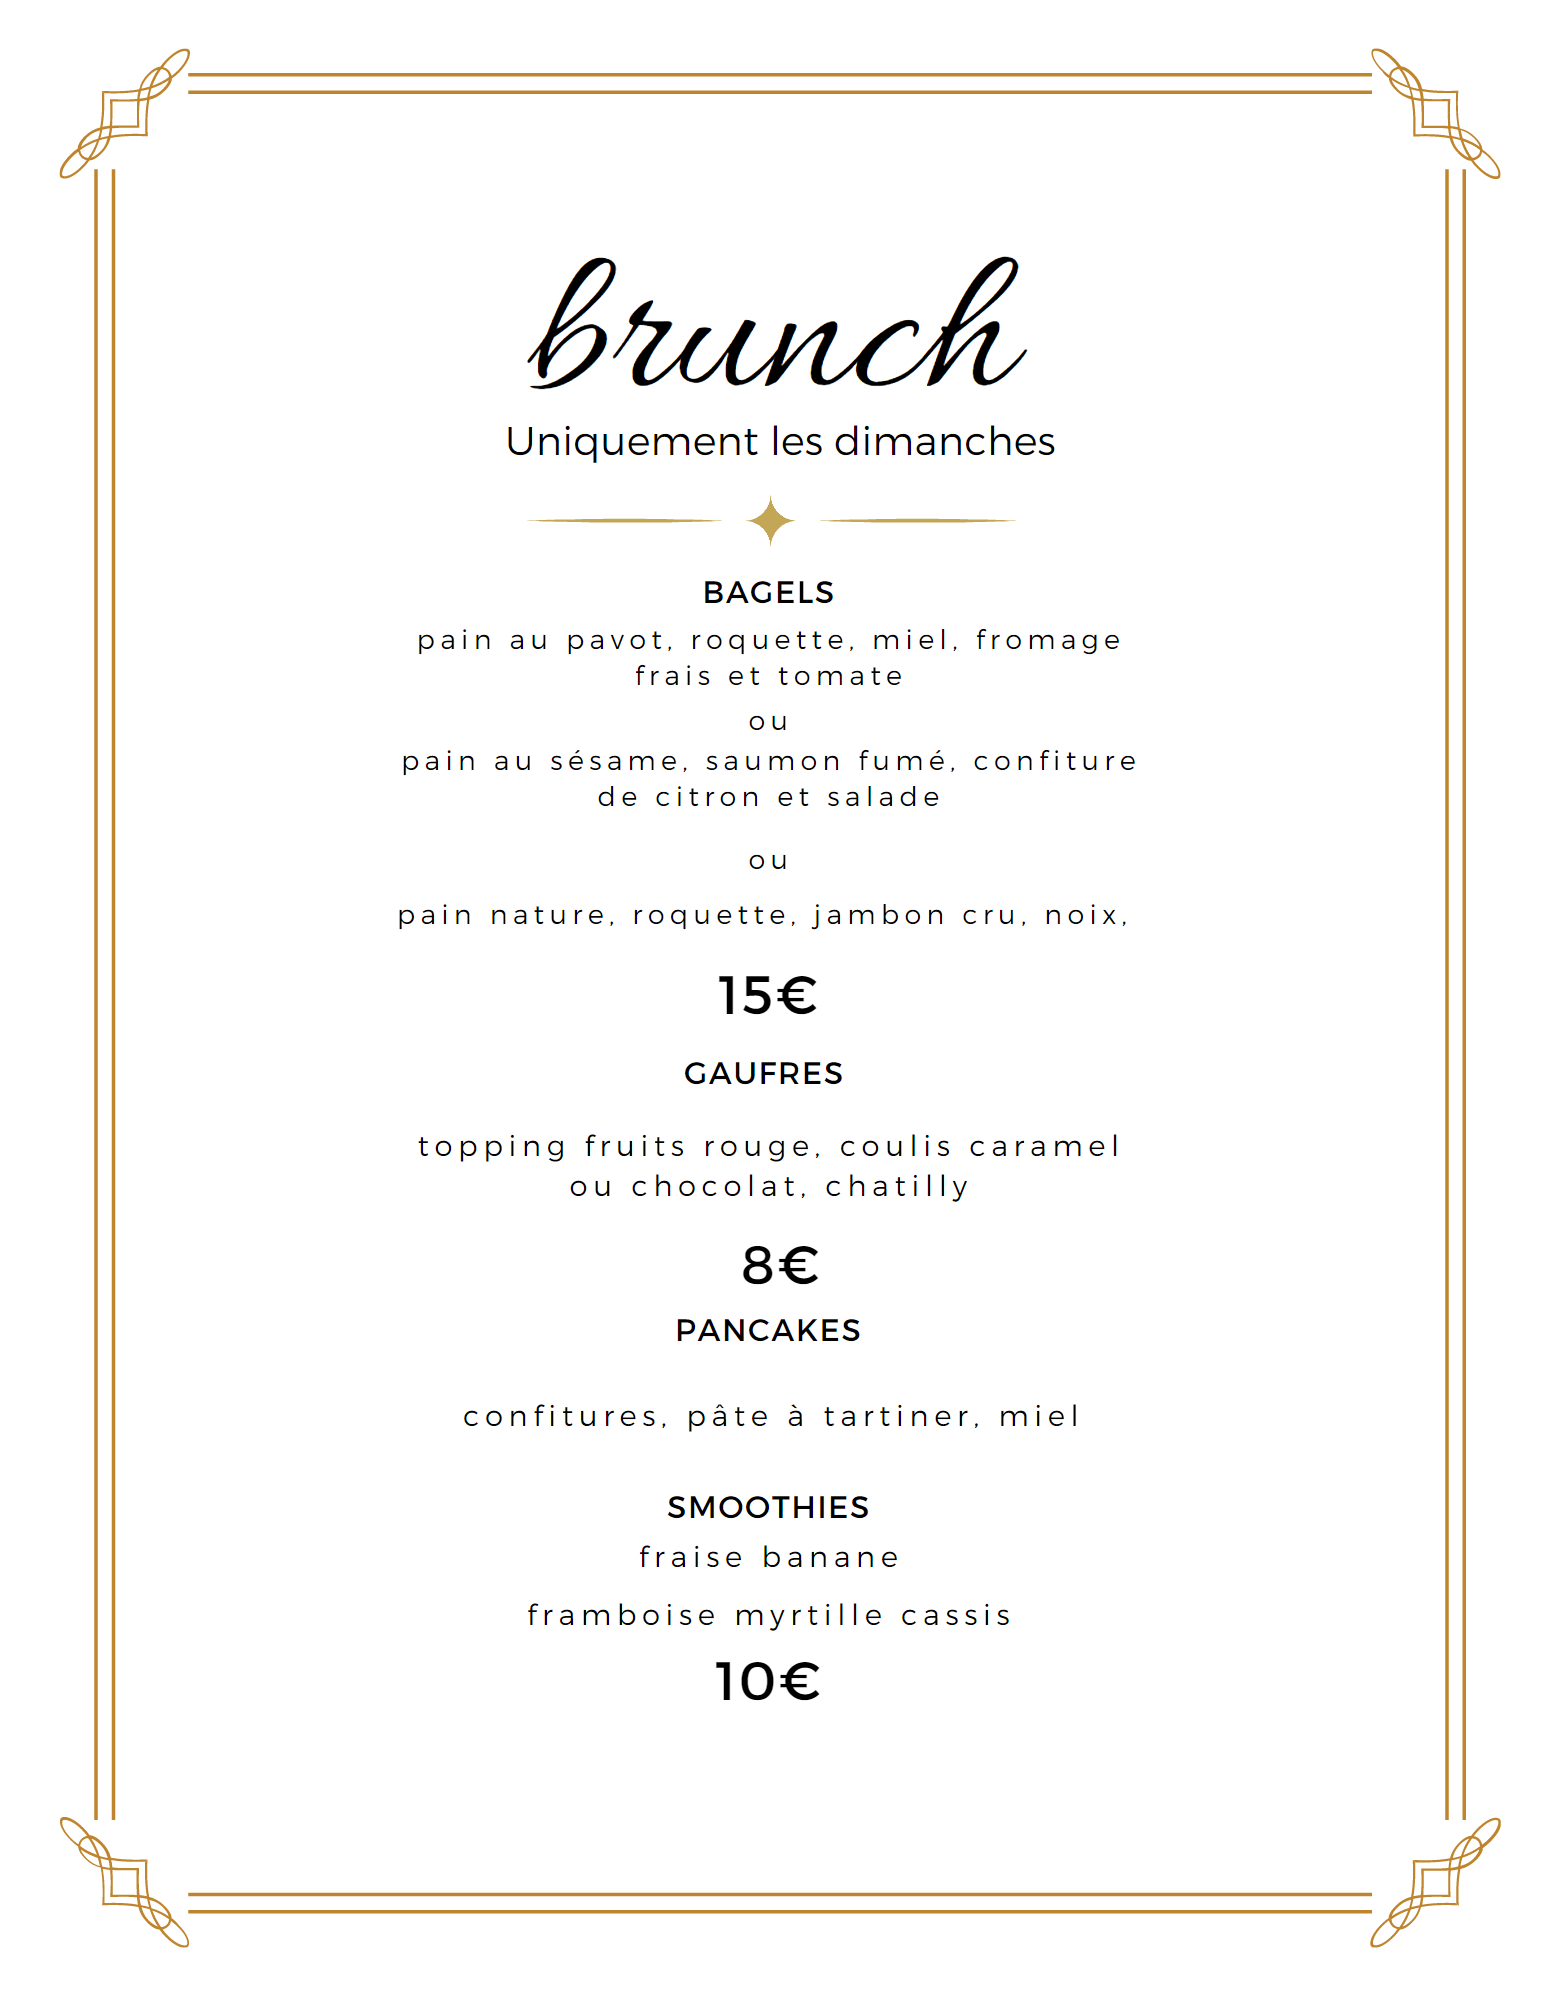 brunch
Uniquement les dimanches
BAGELS
pain au pavot, roquette, miel, fromage
frais et tomate
ou
pain au sésame, saumon fumé, confiture
de citron et salade
ou
pain nature, roquette, jambon cru, noix,
15€
GAUFRES
topping fruits rouge, coulis caramel
ou chocolat, chatilly
8€
PANCAKES
confitures, pâte à tartiner, miel
SMOOTHIES
fraise banane
framboise myrtille cassis
10€